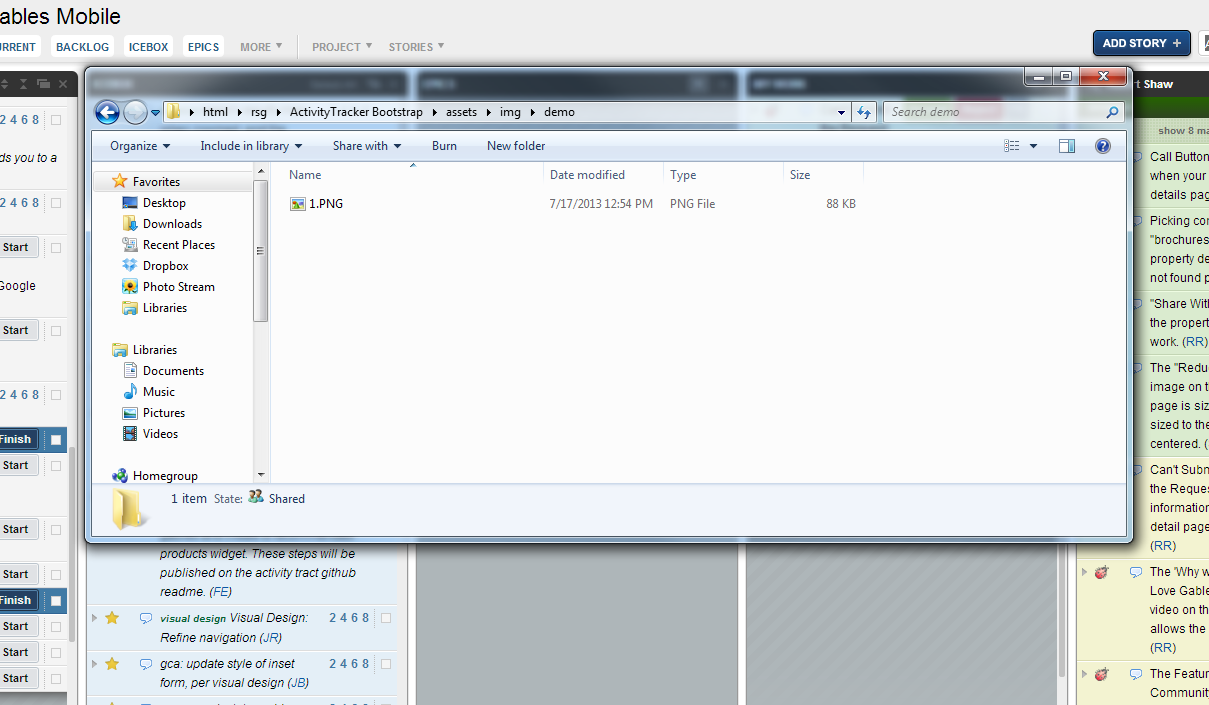 ables Mobile
RRENT BACKLOG ICEBOX EPICS MORE PROJECT STORIES ADD STORY +
html rsg ActivityTracker Bootstrap assets img demo Search demo
Organize Include in library Share with Burn New folder
Name Date modified Type Size
1.PNG 7/17/2013 12:54 PM PNG File 88 KB
Favorites
Desktop
Downloads
Recent Places
Dropbox
Photo Stream
Libraries
Libraries
Documents
Music
Pictures
Videos
Homegroup
1 item State: Shared
2 4 6 8
ds you to a
2 4 6 8
Start
Google
Start
2 4 6 8
Finish
Start
Start
Start
Finish
Start
Start
Start
products widget. These steps will be
published on the activity tract github
readme. (FE)
visual design Visual Design: 2 4 6 8
Refine navigation (JR)
gca: update style of inset 2 4 6 8
form, per visual design (JB)
t Shaw
show 8 ma
Call Button
when your
details pag
Picking con
"brochures
property de
not found p
"Share With
the propert
work. (RR)
The "Redu
image on t
page is siz
sized to the
centered. (
Can't Subm
the Reques
information
detail page
(RR)
The 'Why w
Love Gable
video on th
allows the
(RR)
The Featur
Community